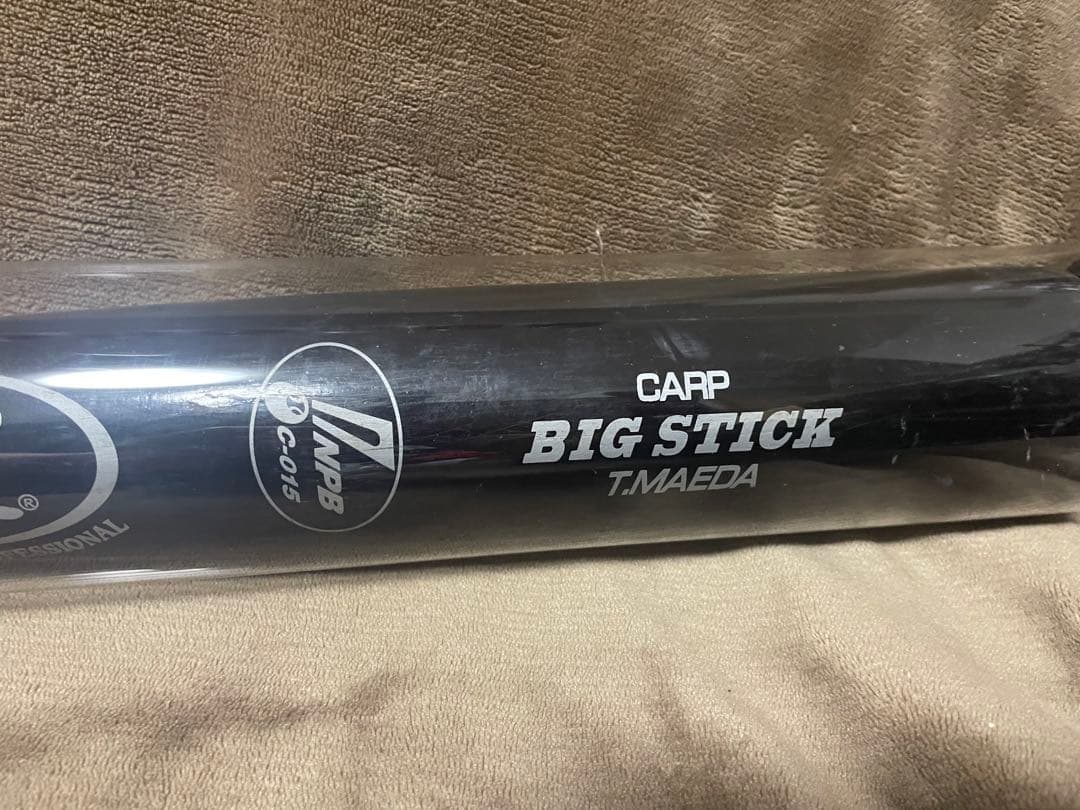 CARP
BIG STICK
T.MAEDA
NPB
C-015
®